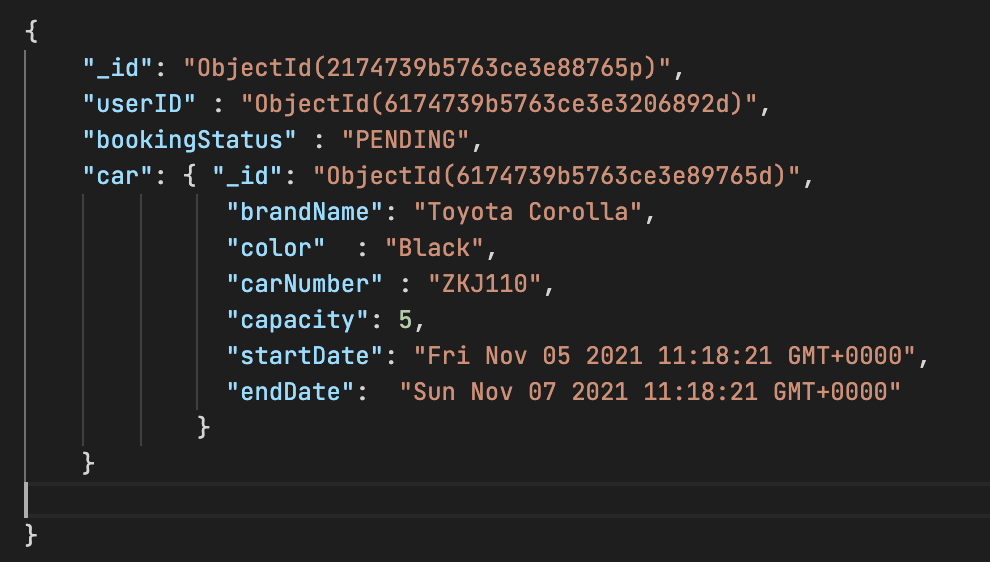 {
"_id": "ObjectId(2174739b5763ce3e88765p)",
"userID" : "ObjectId(6174739b5763ce3e3206892d)",
"bookingStatus" : "PENDING",
"car": { "_id": "ObjectId(6174739b5763ce3e89765d)",
"brandName": "Toyota Corolla",
"color"  : "Black",
"carNumber" : "ZKJ110",
"capacity": 5,
"startDate": "Fri Nov 05 2021 11:18:21 GMT+0000",
"endDate":  "Sun Nov 07 2021 11:18:21 GMT+0000"
}
}
}